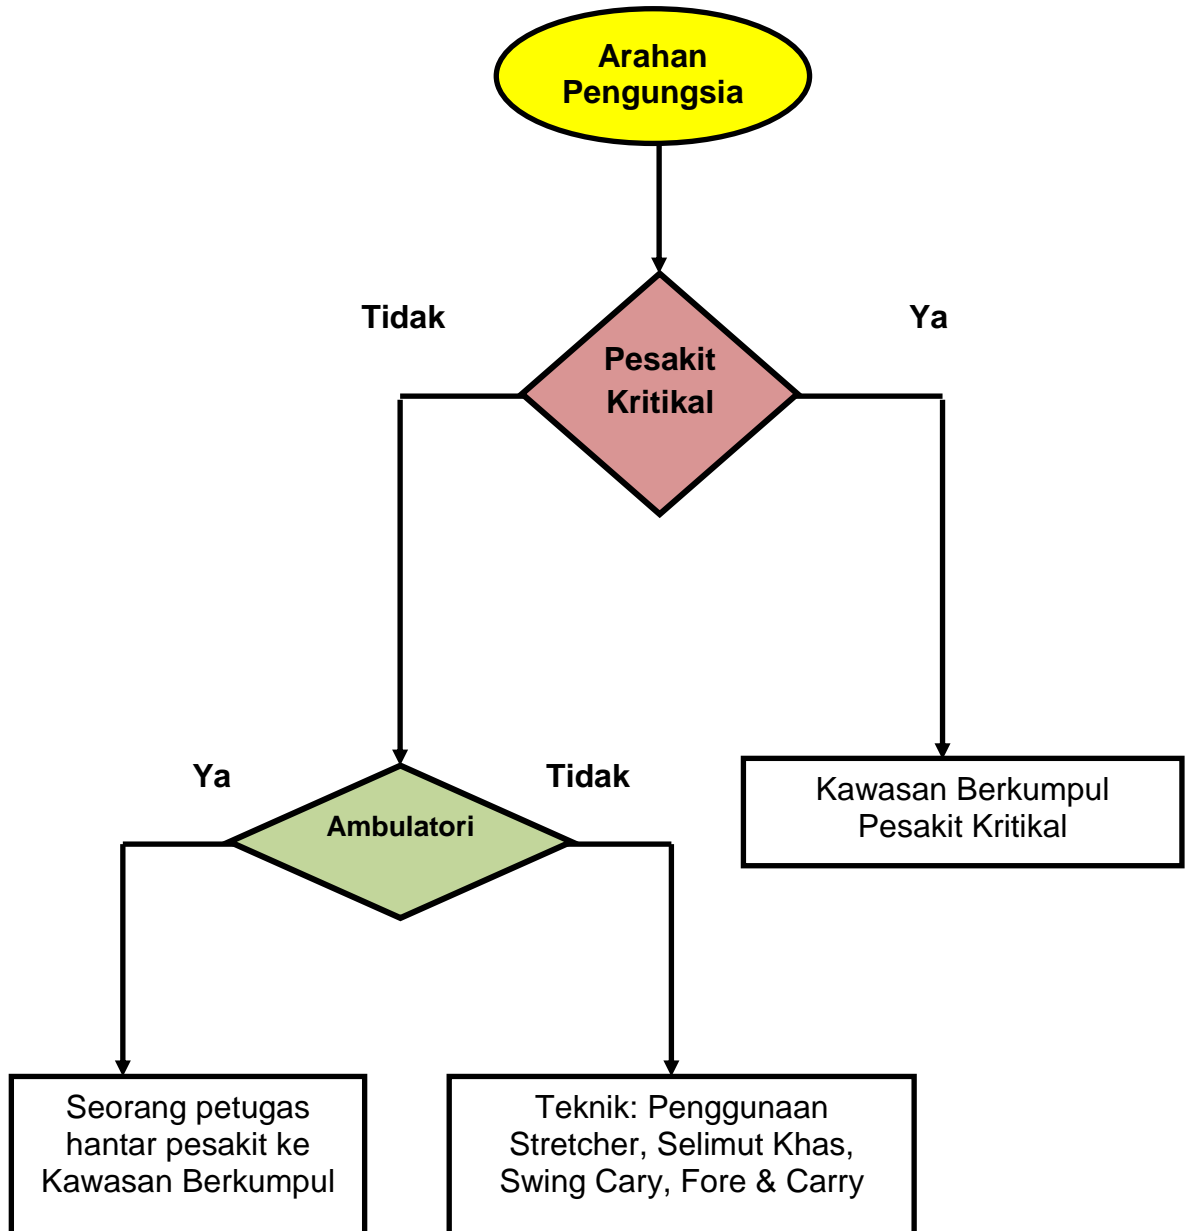 Arahan
Pengungsia
Tidak
Ya
Pesakit
Kritikal
Ya
Tidak
Ambulatori
Kawasan Berkumpul
Pesakit Kritikal
Seorang petugas
hantar pesakit ke
Kawasan Berkumpul
Teknik: Penggunaan
Stretcher, Selimut Khas,
Swing Cary, Fore & Carry